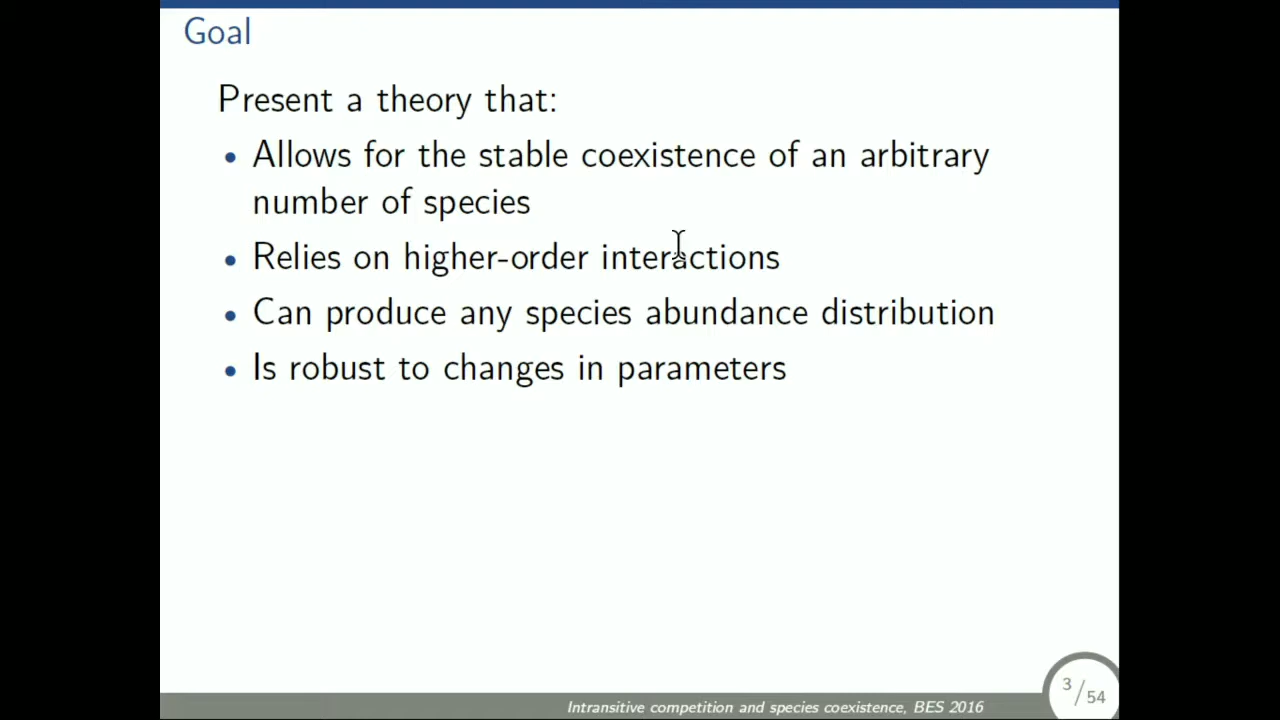 Goal
Present a theory that:
• Allows for the stable coexistence of an arbitrary
number of species
• Relies on higher-order interactions
• Can produce any species abundance distribution
• Is robust to changes in parameters
Intransitive competition and species coexistence, BES 2016
3/54